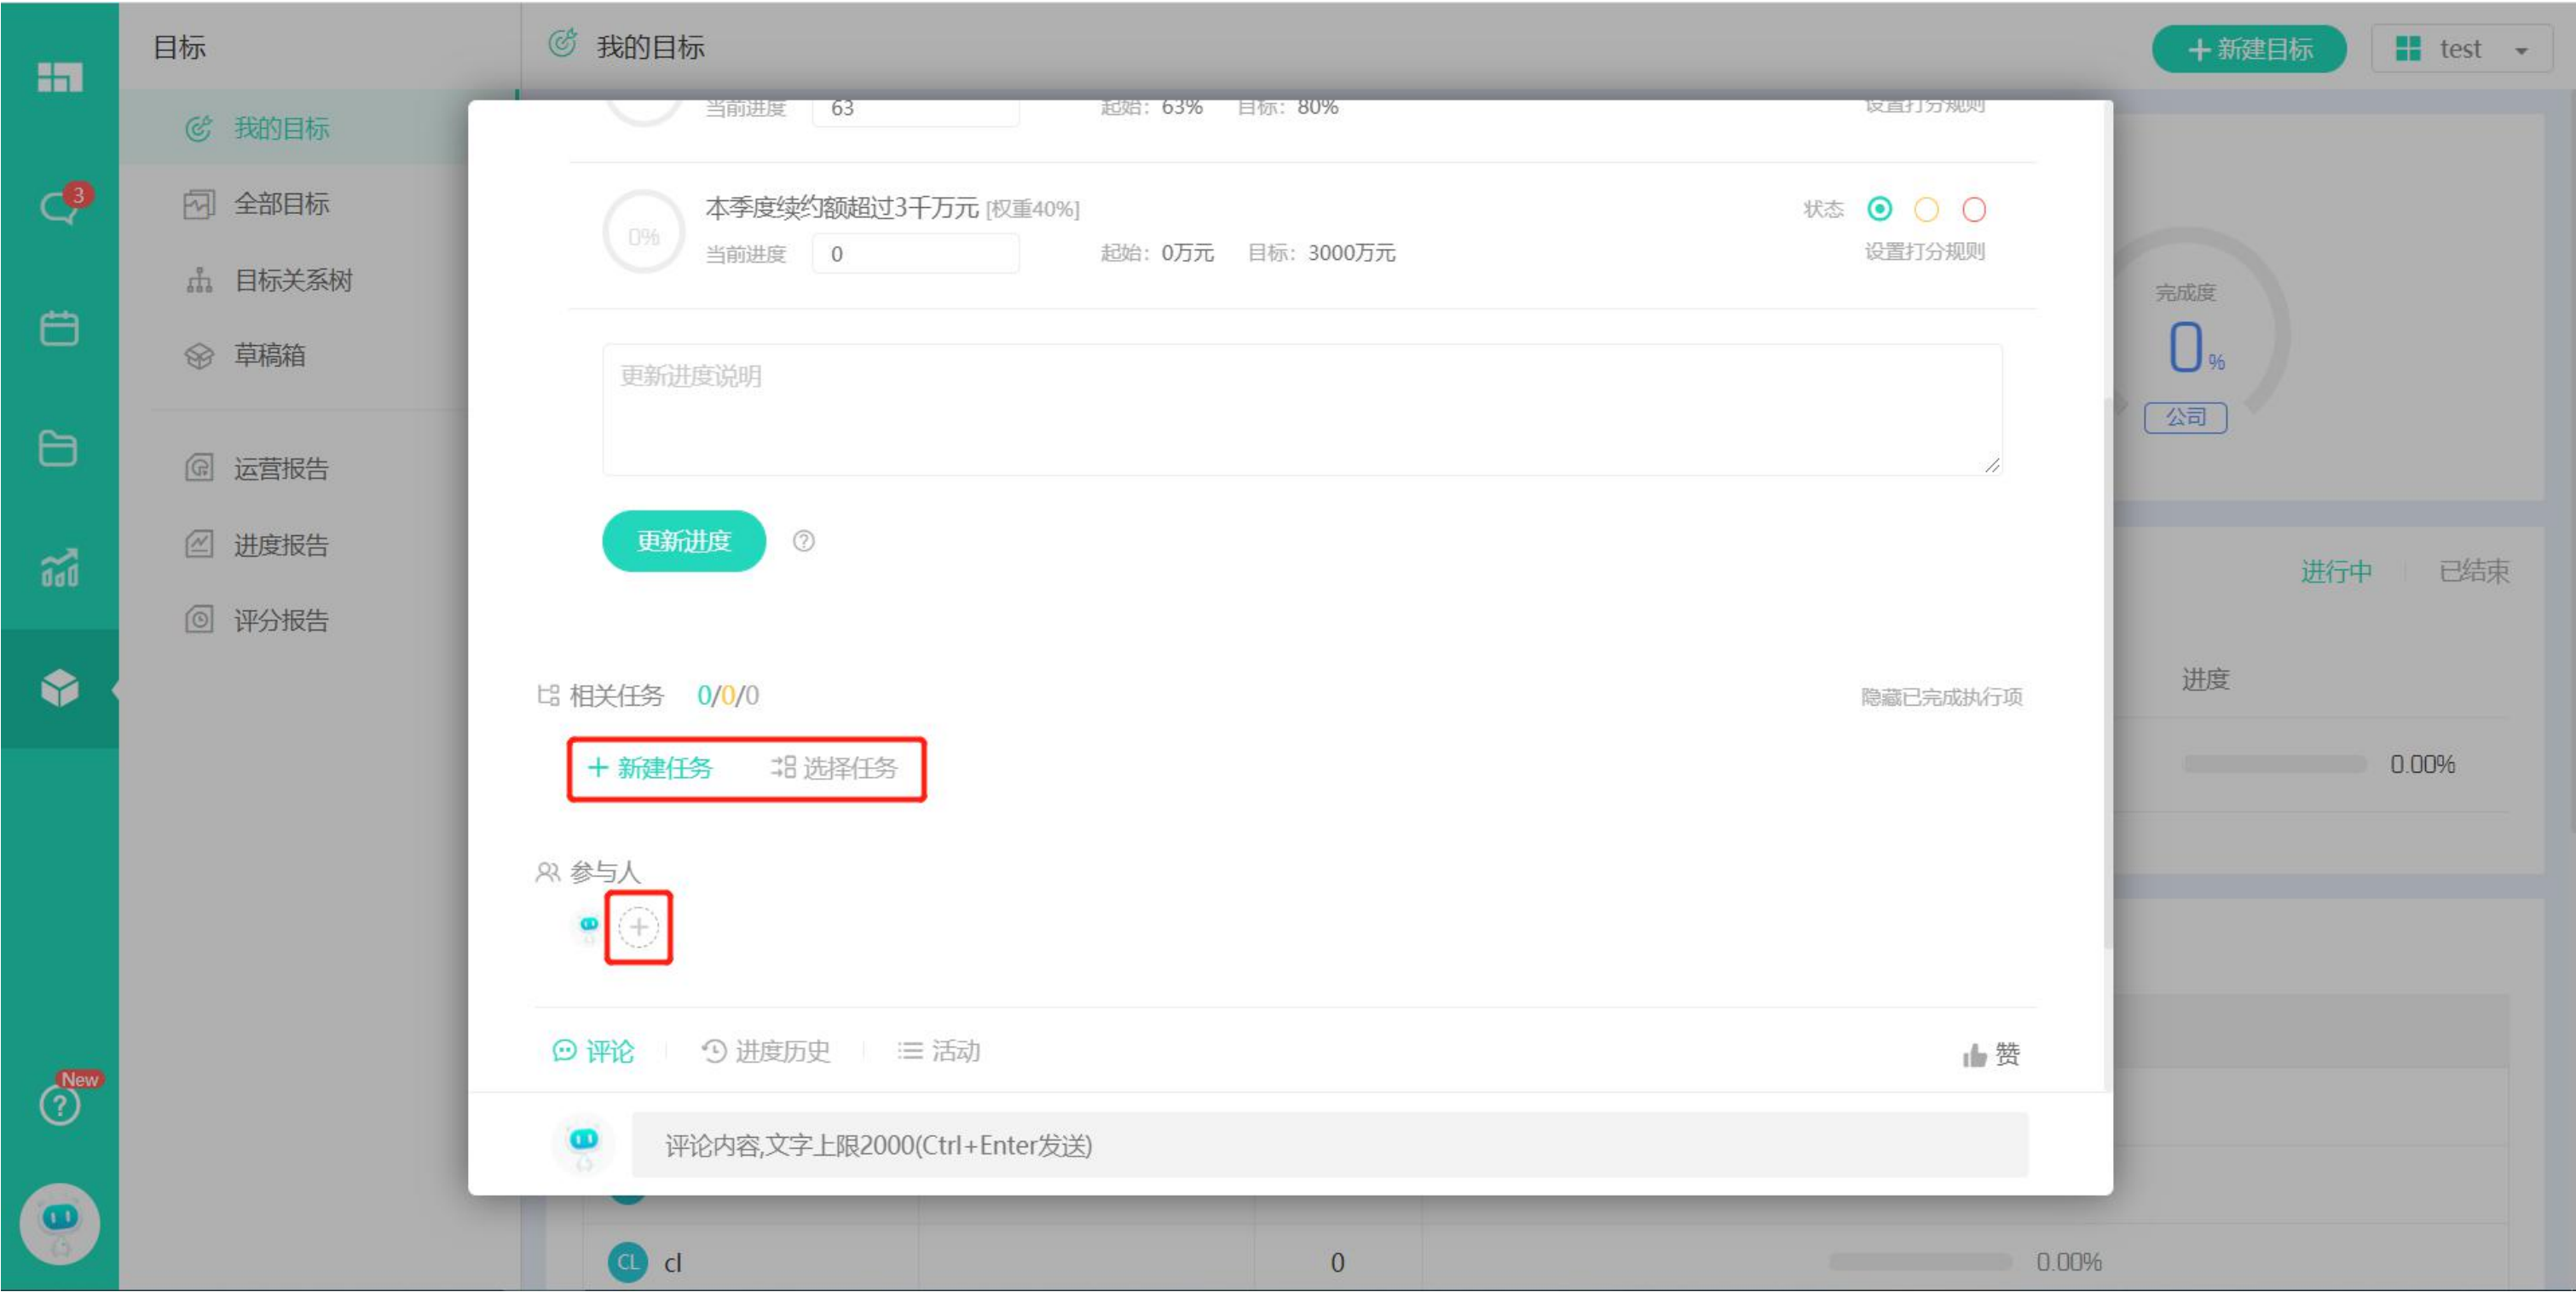 目标
我的目标
新建目标
test
3
我的目标
全部目标
目标关系树
草稿箱
运营报告
进度报告
评分报告
New
当前进度 63 起始：63% 目标：80% 设置打分规则
0% 本季度续约额超过3千万元 [权重40%] 状态
当前进度 0 起始：0万元 目标：3000万元 设置打分规则
更新进度说明
更新进度
相关任务 0/0/0 隐藏已完成执行项
新建任务 选择任务
参与人
评论 进度历史 活动 赞
评论内容,文字上限2000(Ctrl+Enter发送)
完成度
0%
公司
进行中 已结束
进度
0.00%
CL cl 0 0.00%